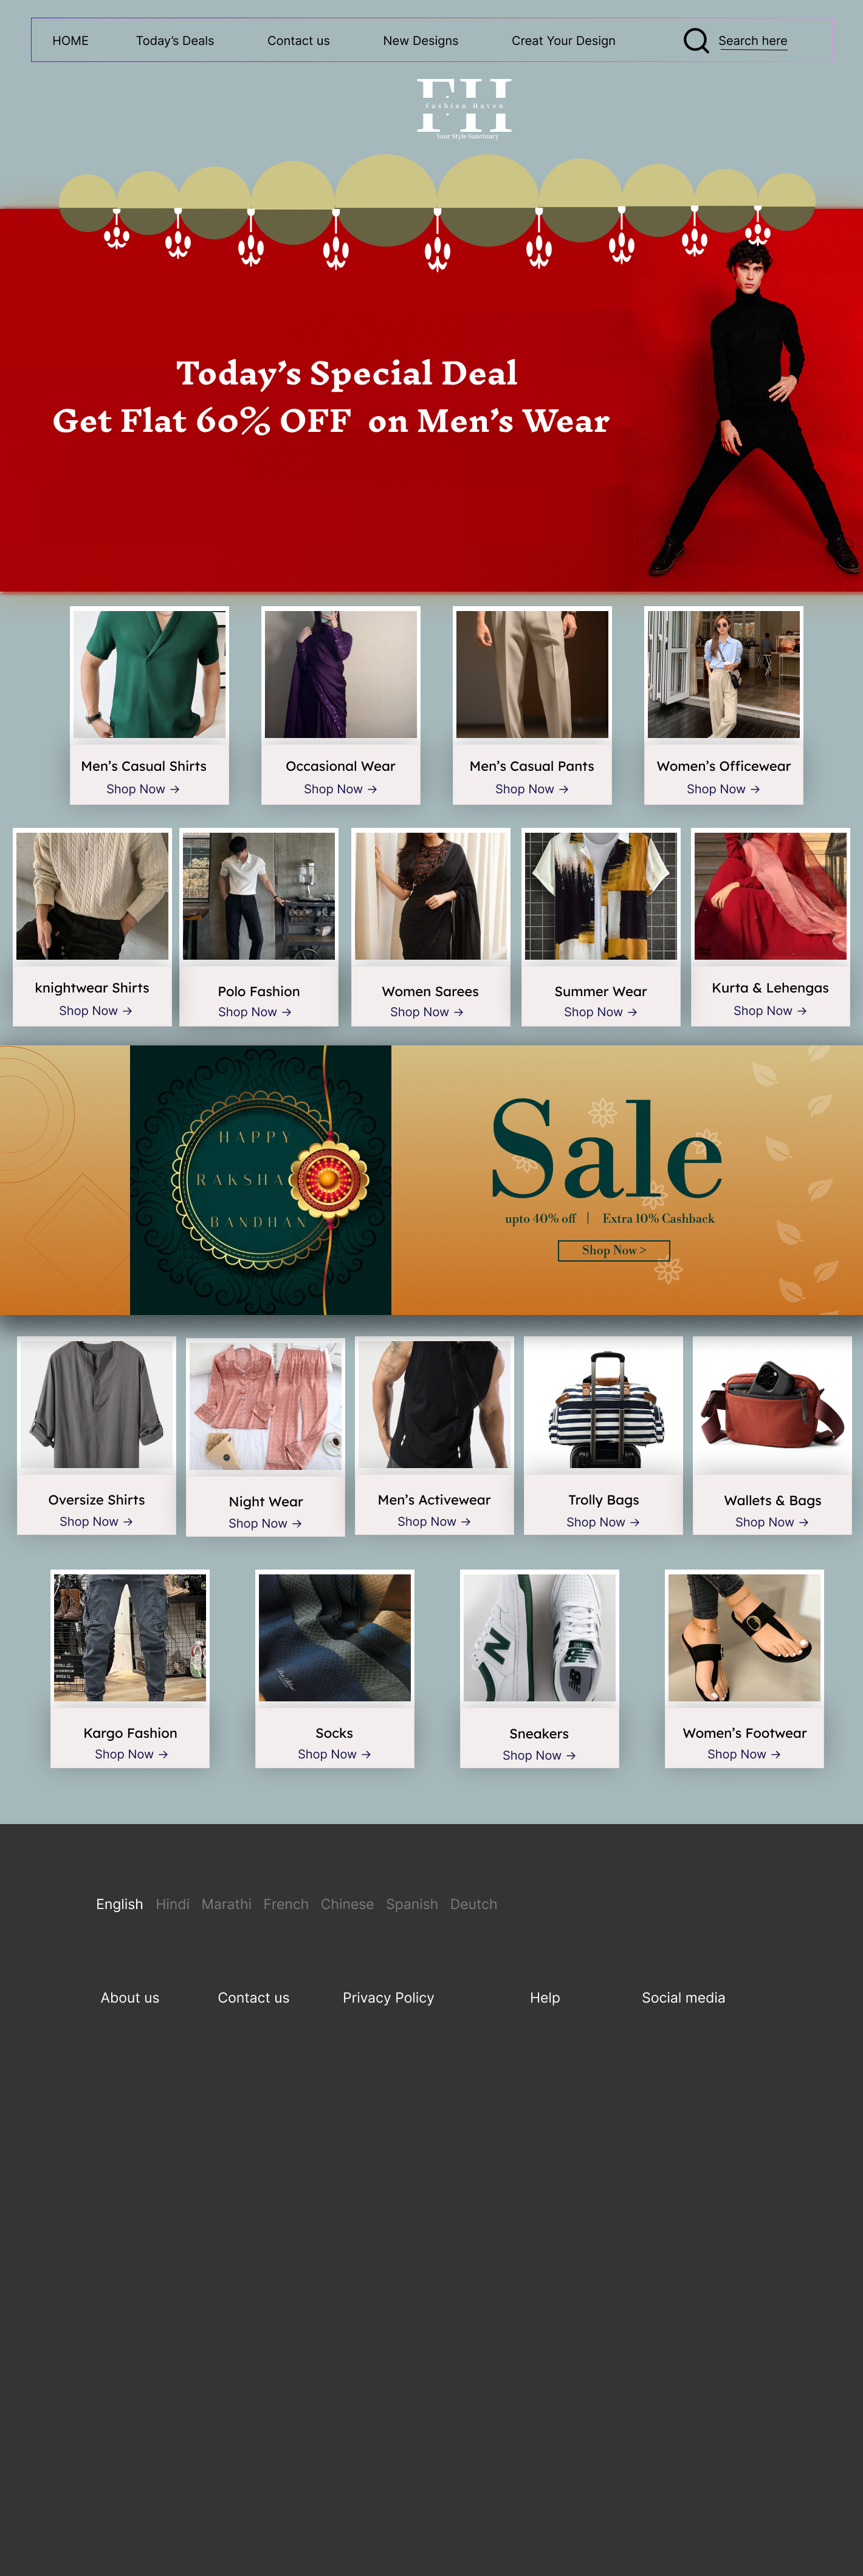 HOME Today’s Deals Contact us New Designs Creat Your Design Search here
FH
Fashion Haven
Your Style Sanctuary
Today’s Special Deal
Get Flat 60% OFF on Men’s Wear
Men’s Casual Shirts Occasional Wear Men’s Casual Pants Women’s Officewear
Shop Now → Shop Now → Shop Now → Shop Now →
knightwear Shirts Polo Fashion Women Sarees Summer Wear Kurta & Lehengas
Shop Now → Shop Now → Shop Now → Shop Now → Shop Now →
HAPPY
RAKSHA
BANDHAN
Sale
upto 40% off | Extra 10% Cashback
Shop Now >
Oversize Shirts Night Wear Men’s Activewear Trolly Bags Wallets & Bags
Shop Now → Shop Now → Shop Now → Shop Now → Shop Now →
Kargo Fashion Socks Sneakers Women’s Footwear
Shop Now → Shop Now → Shop Now → Shop Now →
English Hindi Marathi French Chinese Spanish Deutch
About us Contact us Privacy Policy Help Social media